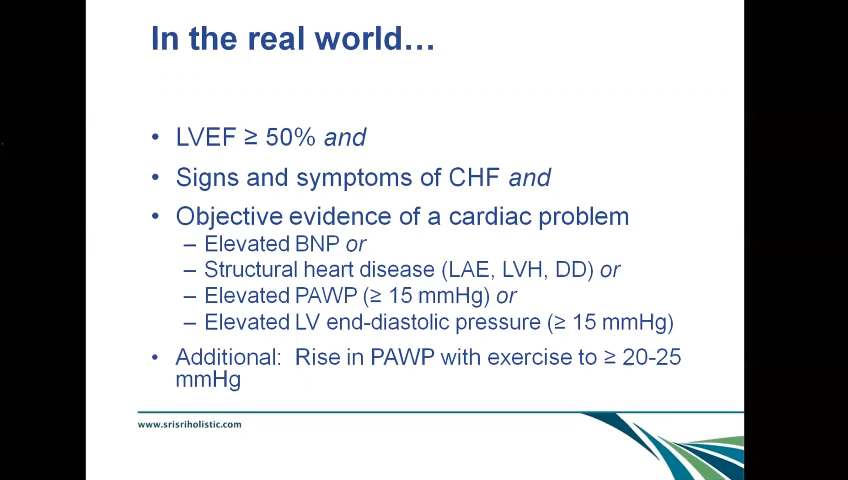 In the real world…
• LVEF ≥ 50% and
• Signs and symptoms of CHF and
• Objective evidence of a cardiac problem
– Elevated BNP or
– Structural heart disease (LAE, LVH, DD) or
– Elevated PAWP (≥ 15 mmHg) or
– Elevated LV end-diastolic pressure (≥ 15 mmHg)
• Additional: Rise in PAWP with exercise to ≥ 20-25
mmHg
www.srisriholistic.com